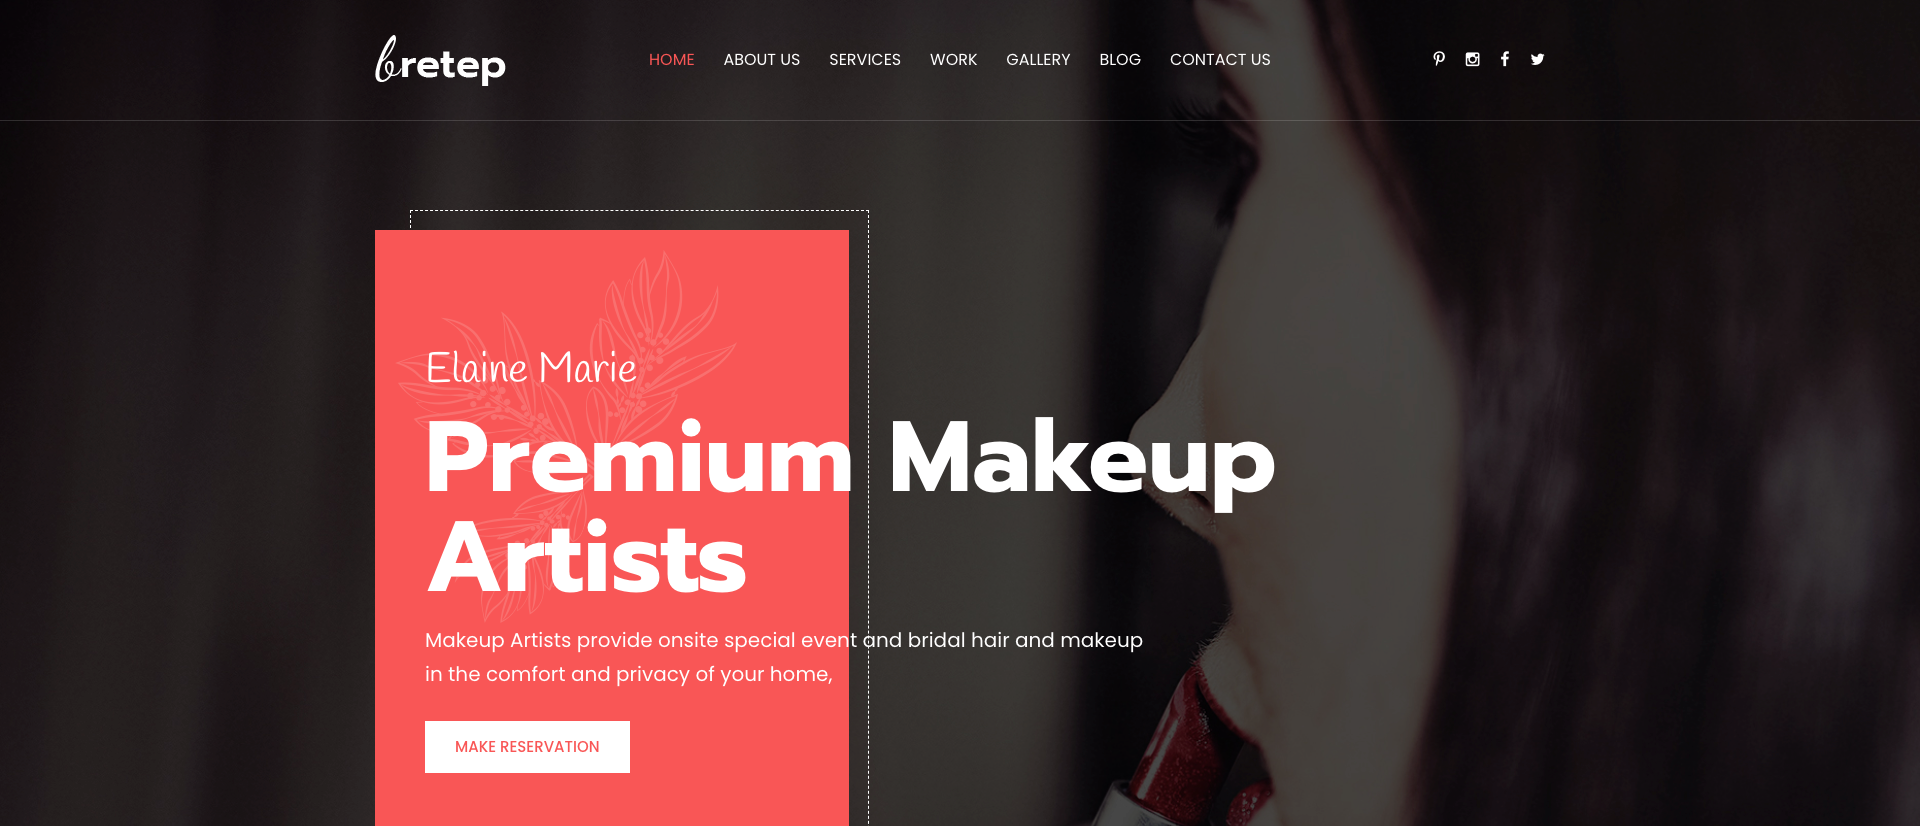 bretep
HOME ABOUT US SERVICES WORK GALLERY BLOG CONTACT US
Elaine Marie
Premium Makeup
Artists
Makeup Artists provide onsite special event and bridal hair and makeup
in the comfort and privacy of your home,
MAKE RESERVATION